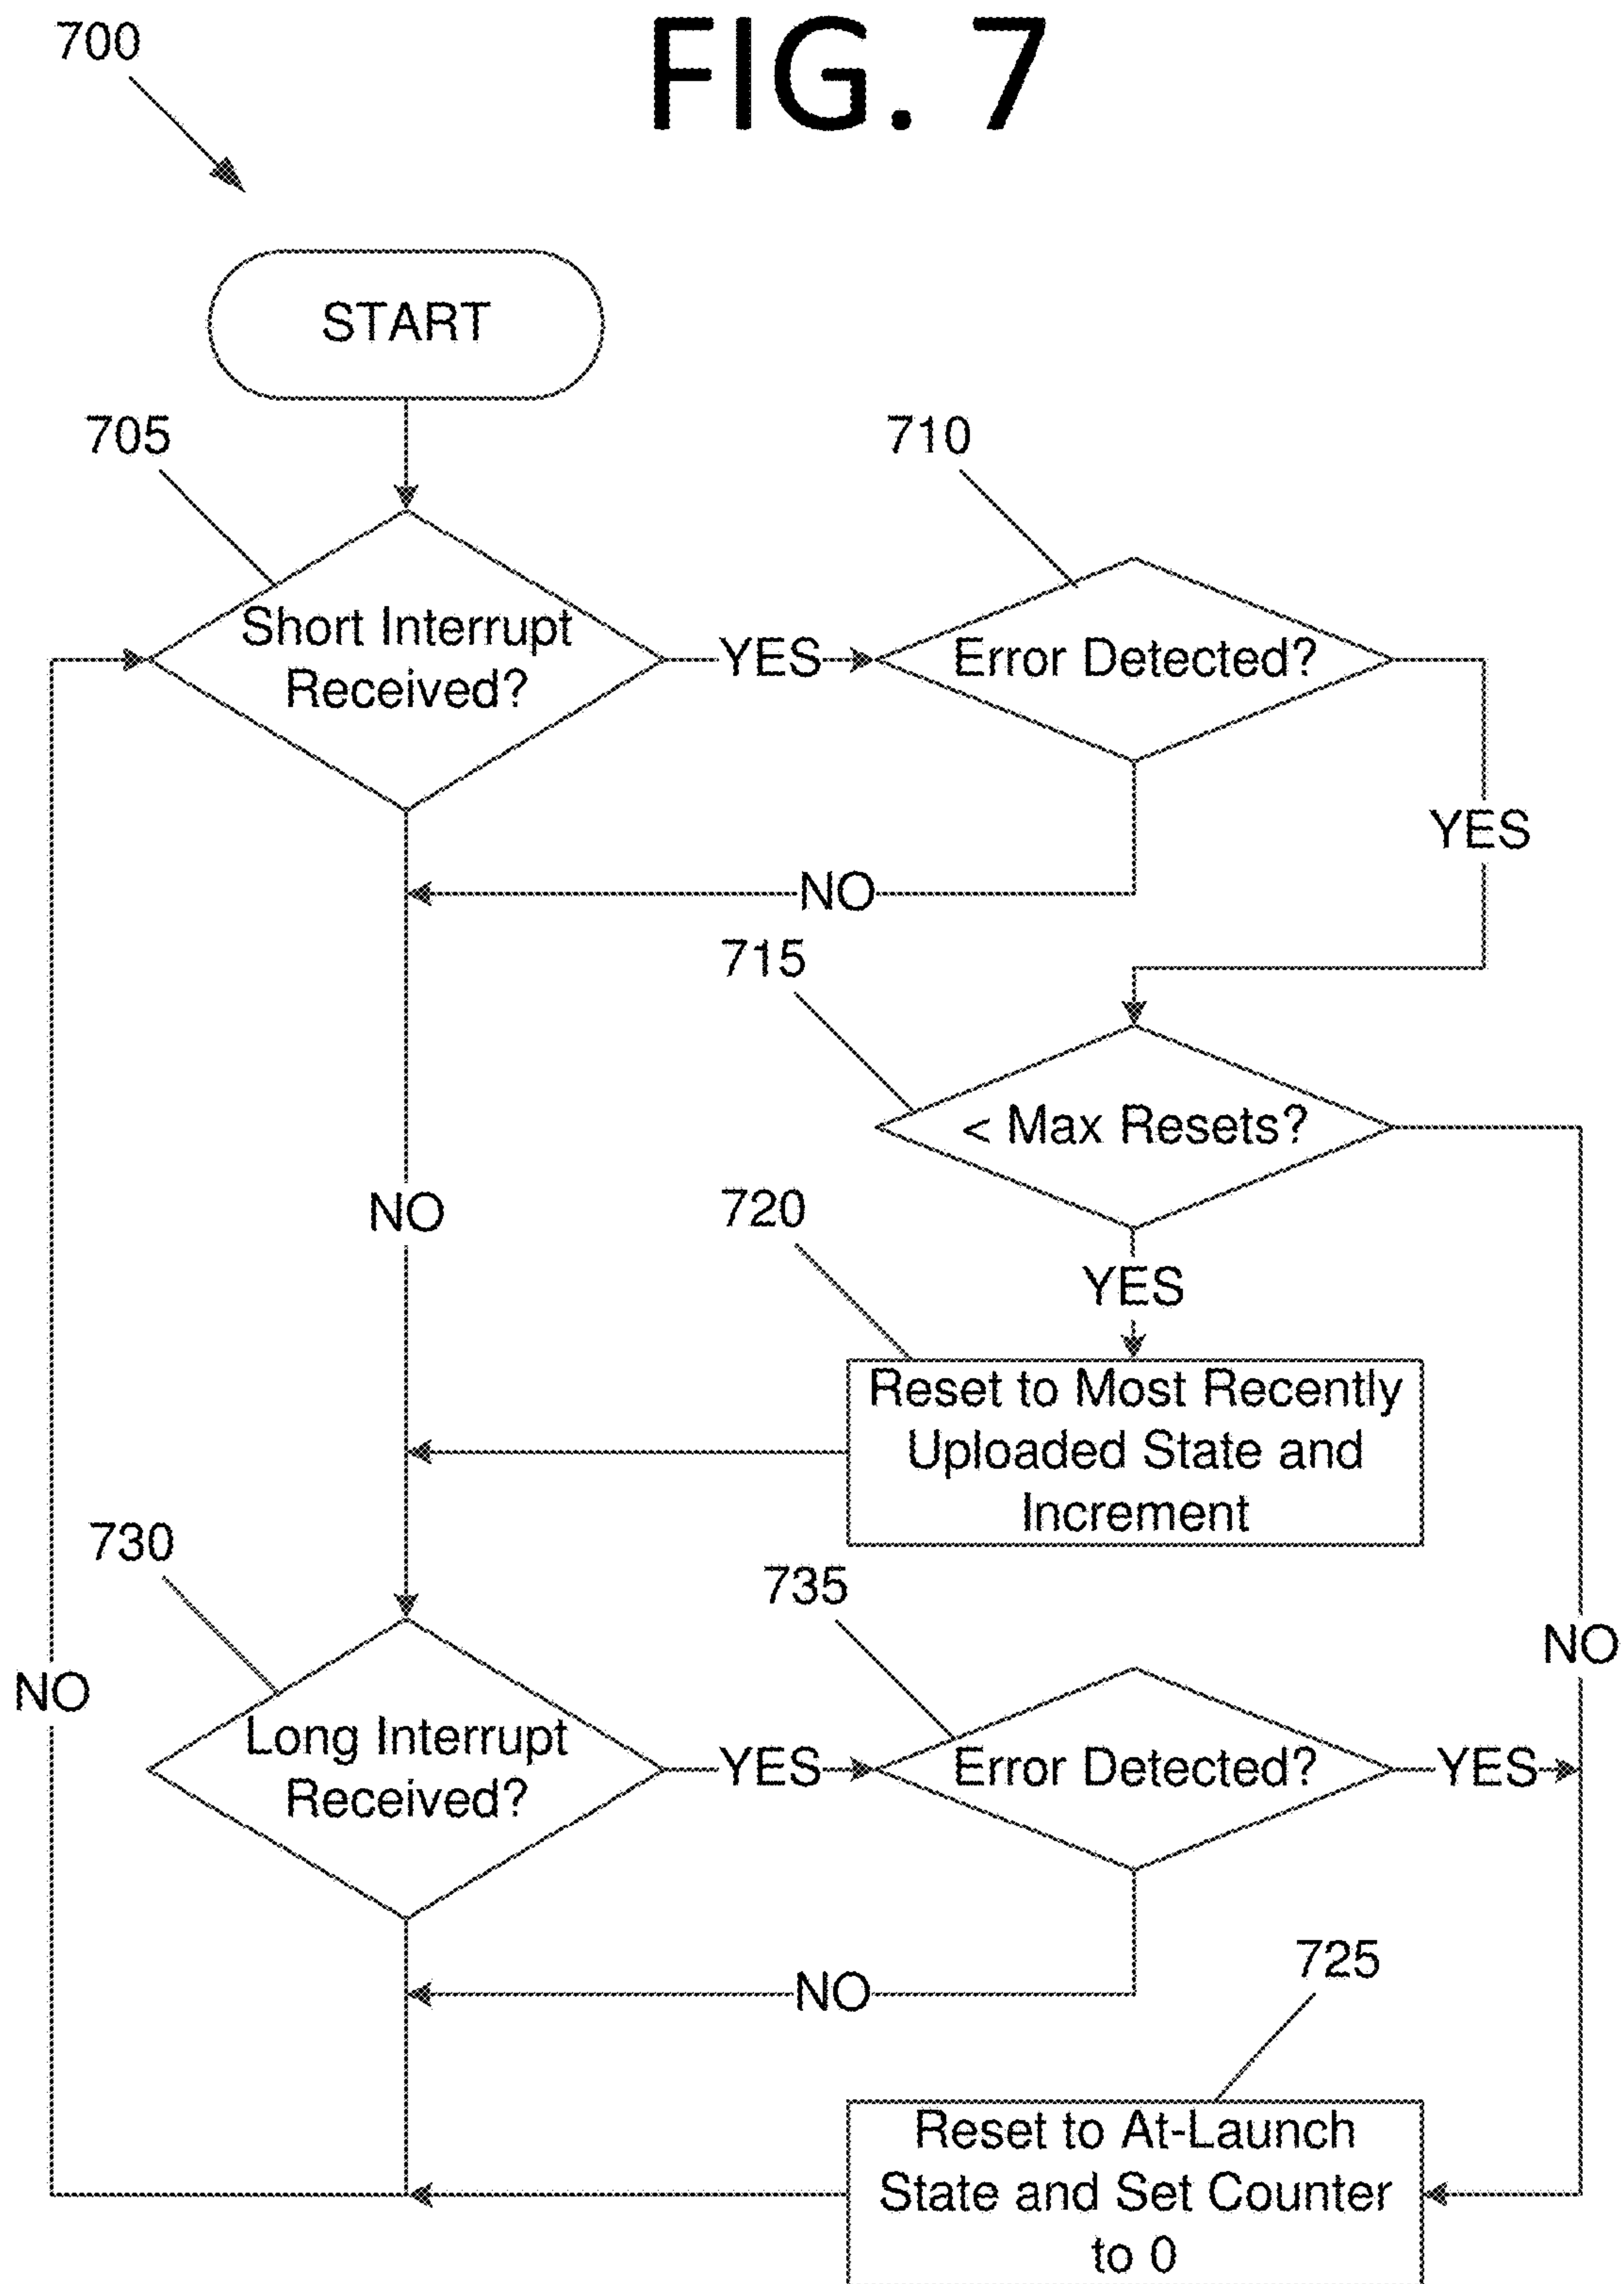 700
FIG. 7
START
705
710
Short Interrupt
Received?
YES
Error Detected?
YES
NO
715
< Max Resets?
NO
720
YES
Reset to Most Recently
Uploaded State and
Increment
730
735
NO
NO
Long Interrupt
Received?
YES
Error Detected?
YES
725
NO
Reset to At-Launch
State and Set Counter
to 0